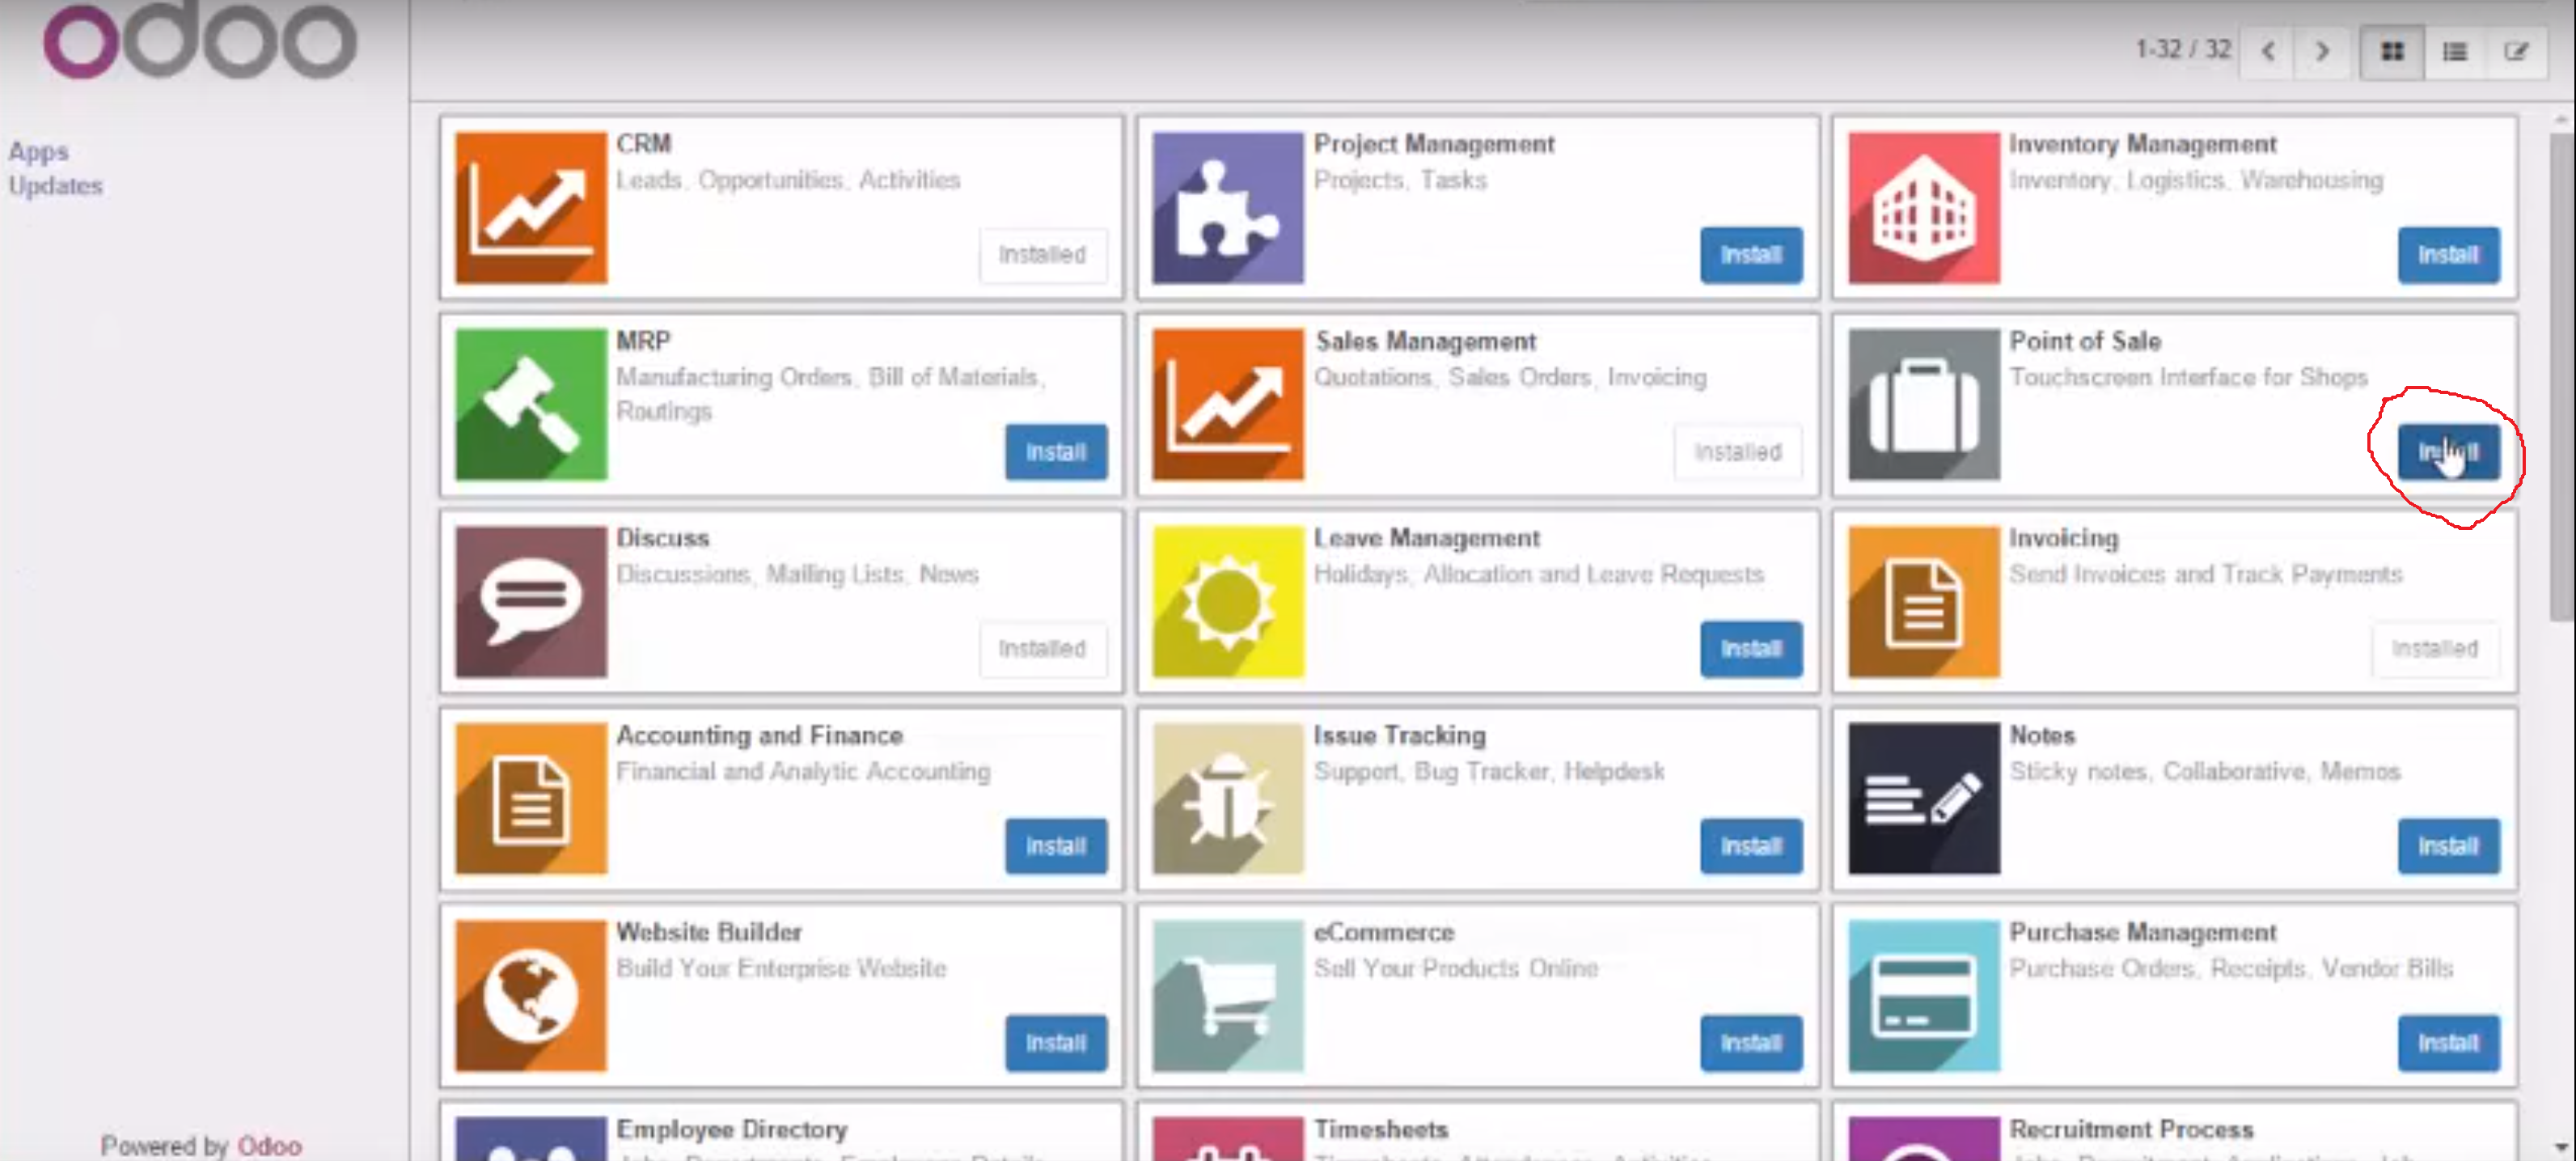 odoo
1-32 / 32
Apps
Updates
CRM
Leads, Opportunities, Activities
Installed
Project Management
Projects, Tasks
Install
Inventory Management
Inventory, Logistics, Warehousing
Install
MRP
Manufacturing Orders, Bill of Materials,
Routings
Install
Sales Management
Quotations, Sales Orders, Invoicing
Installed
Point of Sale
Touchscreen Interface for Shops
Install
Discuss
Discussions, Mailing Lists, News
Installed
Leave Management
Holidays, Allocation and Leave Requests
Install
Invoicing
Send Invoices and Track Payments
Installed
Accounting and Finance
Financial and Analytic Accounting
Install
Issue Tracking
Support, Bug Tracker, Helpdesk
Install
Notes
Sticky notes, Collaborative, Memos
Install
Website Builder
Build Your Enterprise Website
Install
eCommerce
Sell Your Products Online
Install
Purchase Management
Purchase Orders, Receipts, Vendor Bills
Install
Employee Directory
Timesheets
Recruitment Process
Powered by Odoo